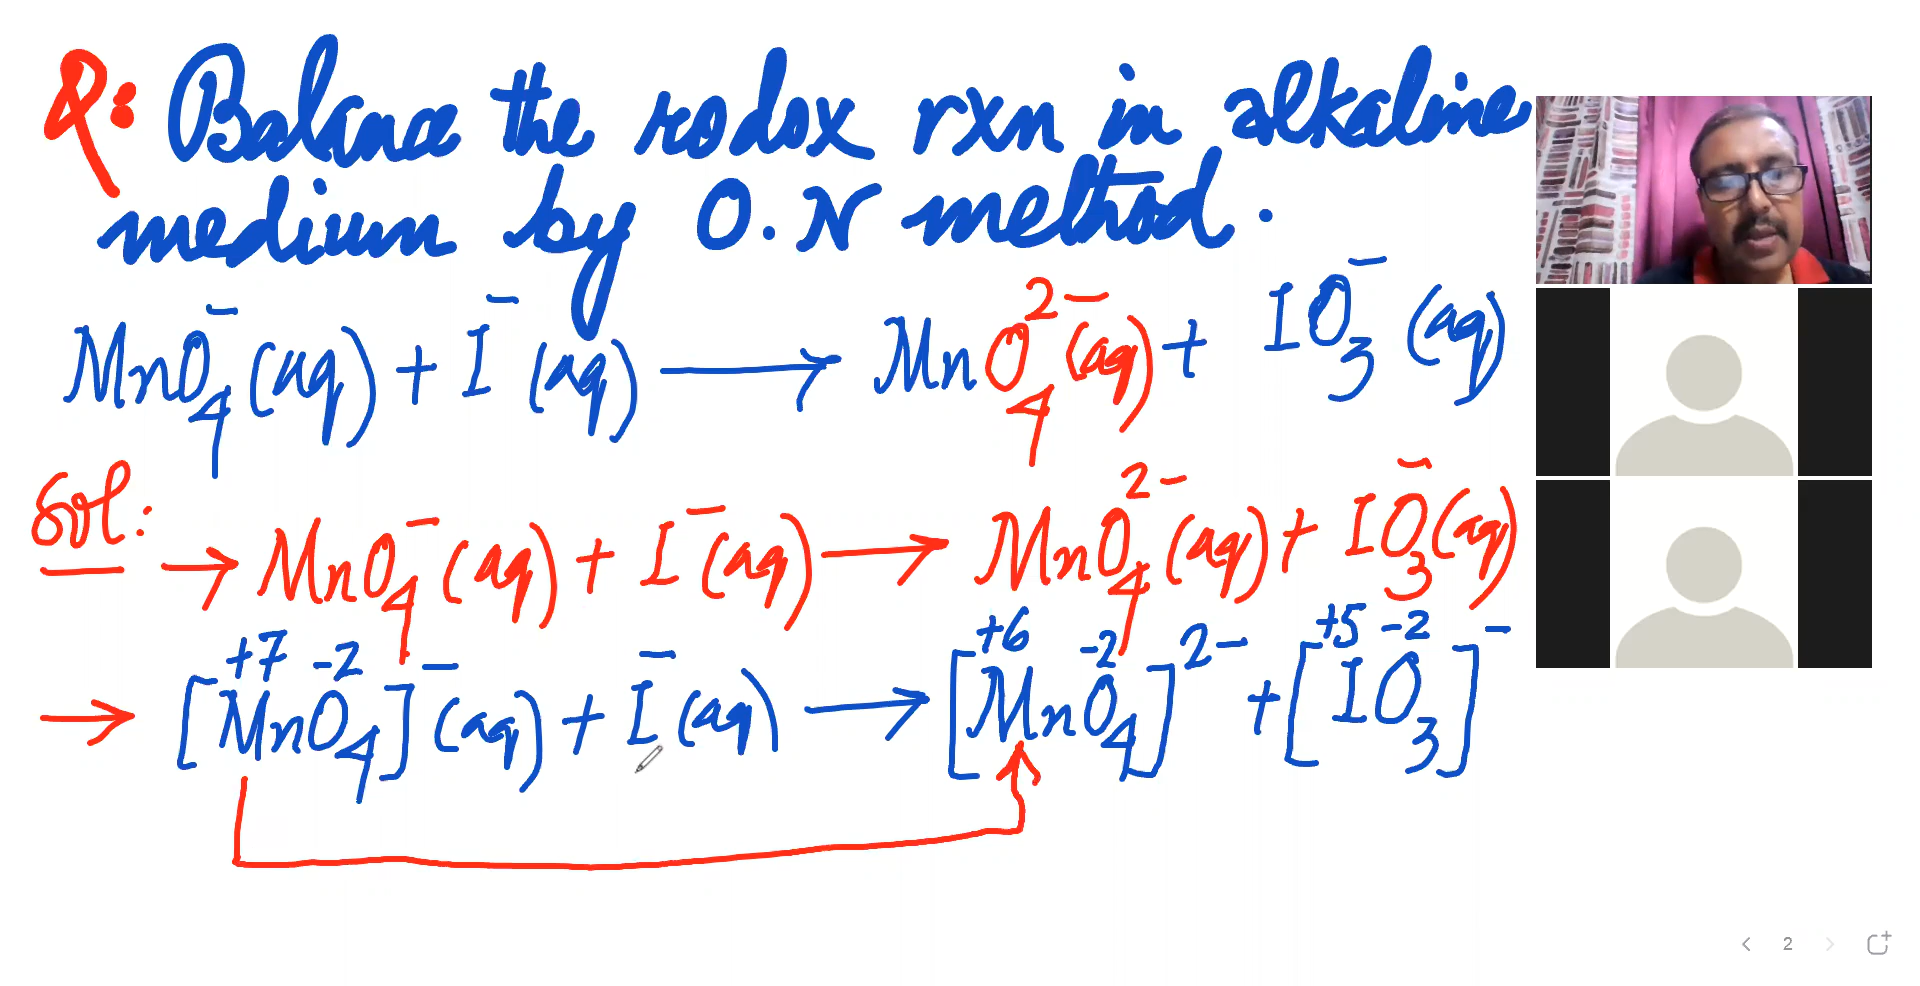 Q: Balance the rodox rxn in alkaline
medium by O.N method.
MnO₄⁻(aq) + I⁻(aq) ⟶ MnO₄²⁻(aq) + IO₃⁻(aq)
Sol:
→ MnO₄⁻(aq) + I⁻(aq) ⟶ MnO₄²⁻(aq) + IO₃⁻(aq)
+7 -2 +6 -2 +5 -2
→ [MnO₄]⁻(aq) + I⁻(aq) ⟶ [MnO₄]²⁻ + [IO₃]⁻
2